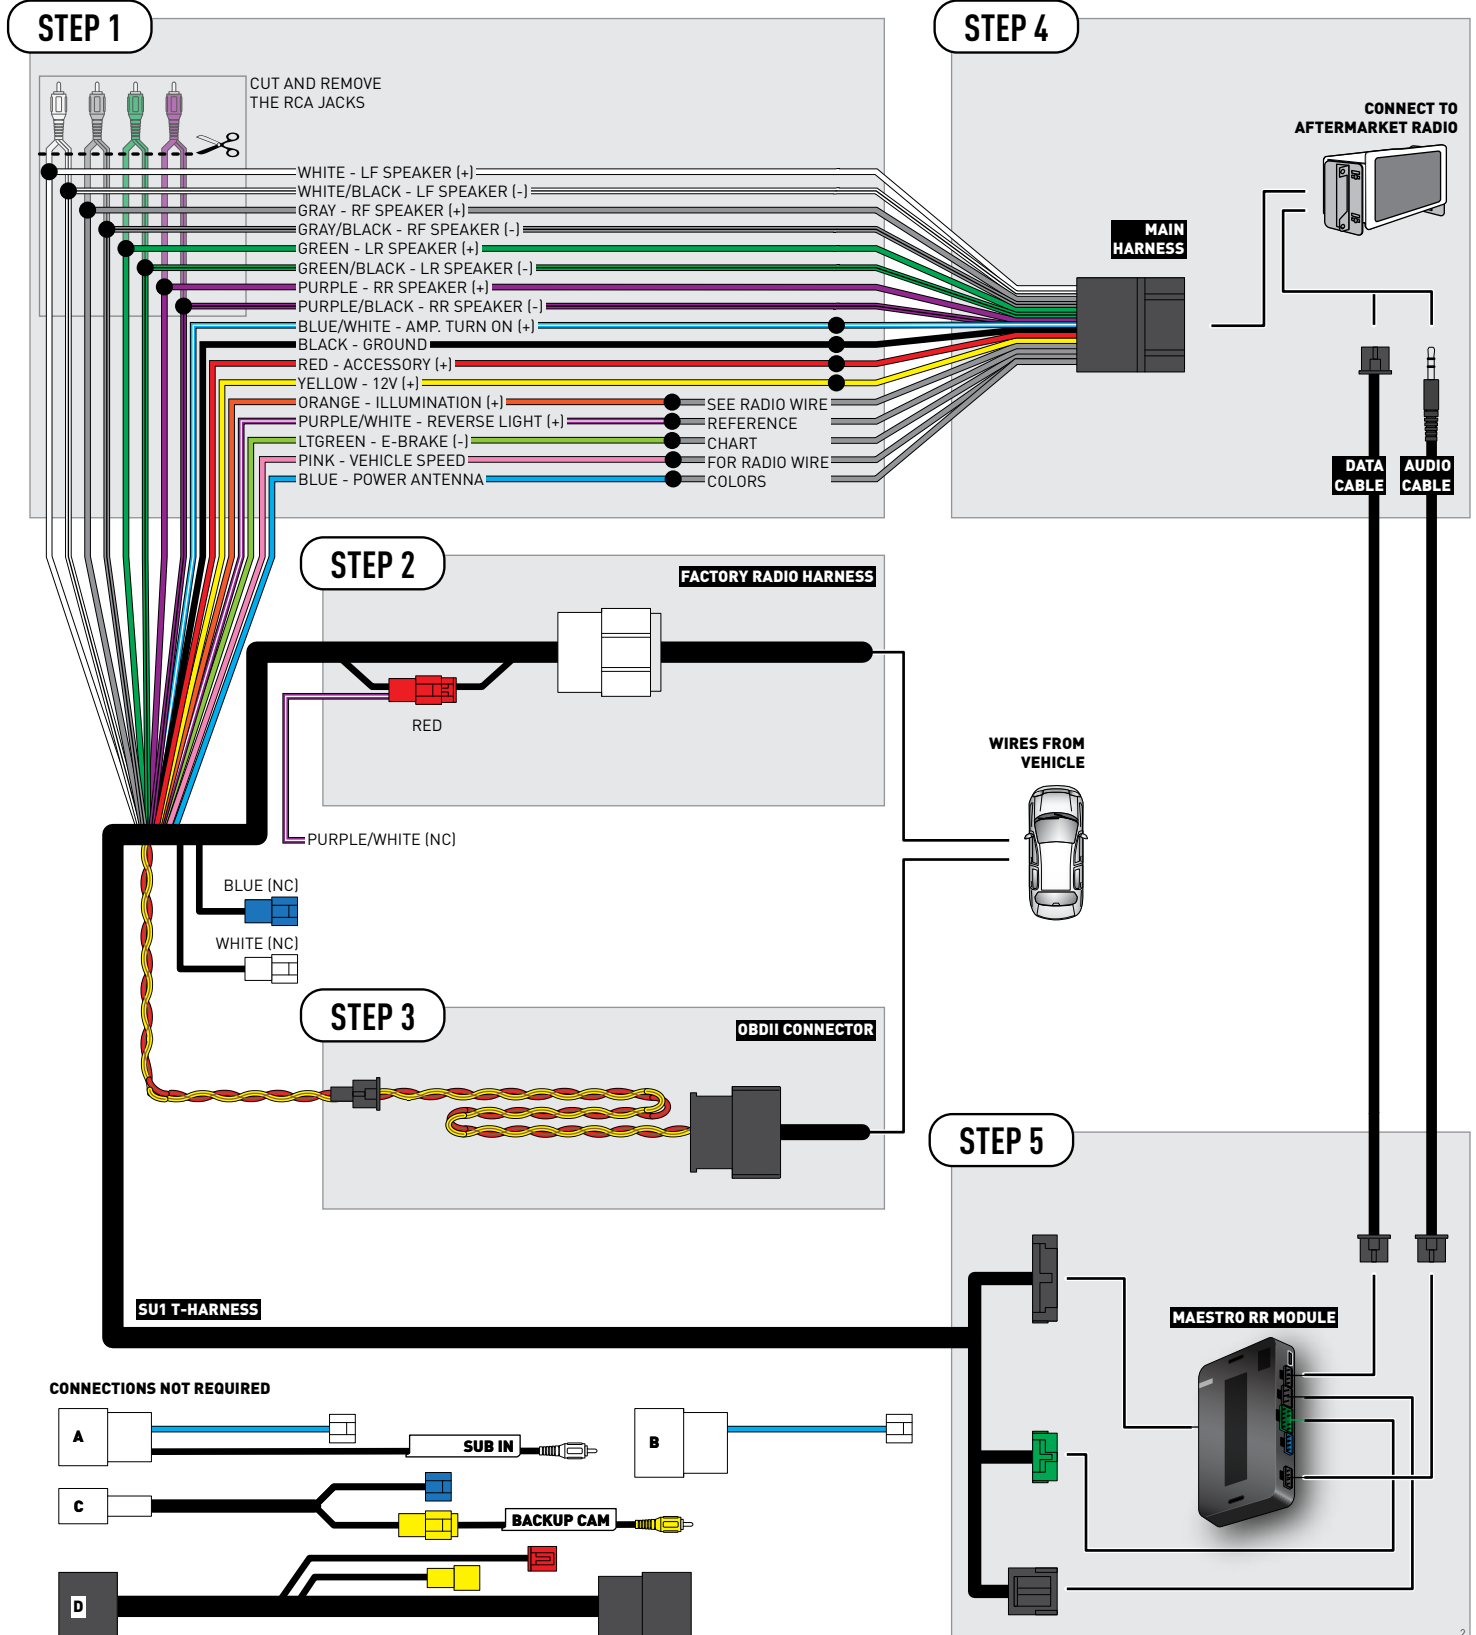 STEP 1
CUT AND REMOVE
THE RCA JACKS
WHITE - LF SPEAKER (+)
WHITE/BLACK - LF SPEAKER (-)
GRAY - RF SPEAKER (+)
GRAY/BLACK - RF SPEAKER (-)
GREEN - LR SPEAKER (+)
GREEN/BLACK - LR SPEAKER (-)
PURPLE - RR SPEAKER (+)
PURPLE/BLACK - RR SPEAKER (-)
BLUE/WHITE - AMP. TURN ON (+)
BLACK - GROUND
RED - ACCESSORY (+)
YELLOW - 12V (+)
ORANGE - ILLUMINATION (+)
PURPLE/WHITE - REVERSE LIGHT (+)
LTGREEN - E-BRAKE (-)
PINK - VEHICLE SPEED
BLUE - POWER ANTENNA
SEE RADIO WIRE
REFERENCE
CHART
FOR RADIO WIRE
COLORS
STEP 4
CONNECT TO
AFTERMARKET RADIO
MAIN
HARNESS
DATA
CABLE
AUDIO
CABLE
STEP 2
FACTORY RADIO HARNESS
RED
PURPLE/WHITE (NC)
BLUE (NC)
WHITE (NC)
WIRES FROM
VEHICLE
STEP 3
OBDII CONNECTOR
STEP 5
SU1 T-HARNESS
MAESTRO RR MODULE
CONNECTIONS NOT REQUIRED
A
SUB IN
B
C
BACKUP CAM
D
2